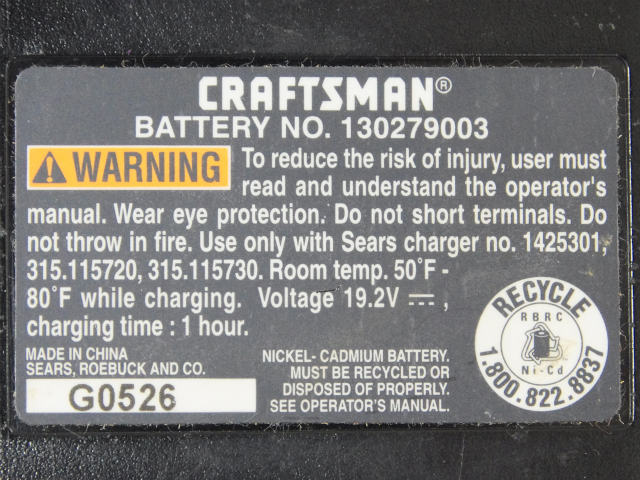 CRAFTSMAN®
BATTERY NO. 130279003
WARNING To reduce the risk of injury, user must
read and understand the operator's
manual. Wear eye protection. Do not short terminals. Do
not throw in fire. Use only with Sears charger no. 1425301,
315.115720, 315.115730. Room temp. 50°F -
80°F while charging. Voltage 19.2V ⎓ ,
charging time : 1 hour.
MADE IN CHINA
SEARS, ROEBUCK AND CO.
G0526
NICKEL- CADMIUM BATTERY.
MUST BE RECYCLED OR
DISPOSED OF PROPERLY.
SEE OPERATOR'S MANUAL.
RECYCLE
RBRC
Ni-Cd
1.800.822.8837